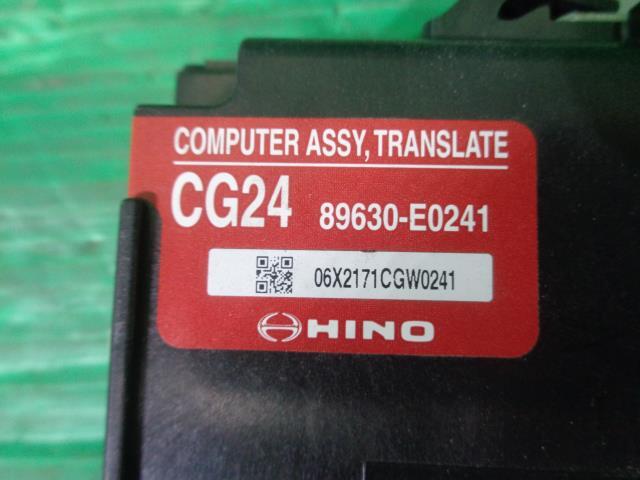 COMPUTER ASSY, TRANSLATE
CG24 89630-E0241
06X2171CGW0241
HINO